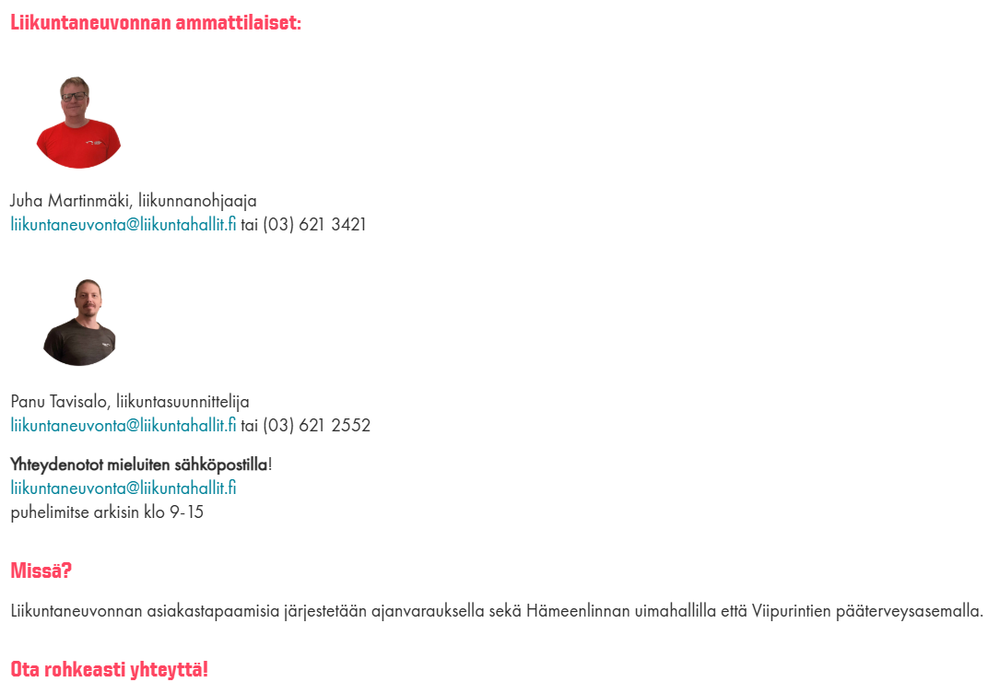 Liikuntaneuvonnan ammattilaiset:
Juha Martinmäki, liikunnanohjaaja
liikuntaneuvonta@liikuntahallit.fi tai (03) 621 3421
Panu Tavisalo, liikuntasuunnittelija
liikuntaneuvonta@liikuntahallit.fi tai (03) 621 2552
Yhteydenotot mieluiten sähköpostilla!
liikuntaneuvonta@liikuntahallit.fi
puhelimitse arkisin klo 9-15
Missä?
Liikuntaneuvonnan asiakastapaamisia järjestetään ajanvarauksella sekä Hämeenlinnan uimahallilla että Viipurintien pääterveysasemalla.
Ota rohkeasti yhteyttä!